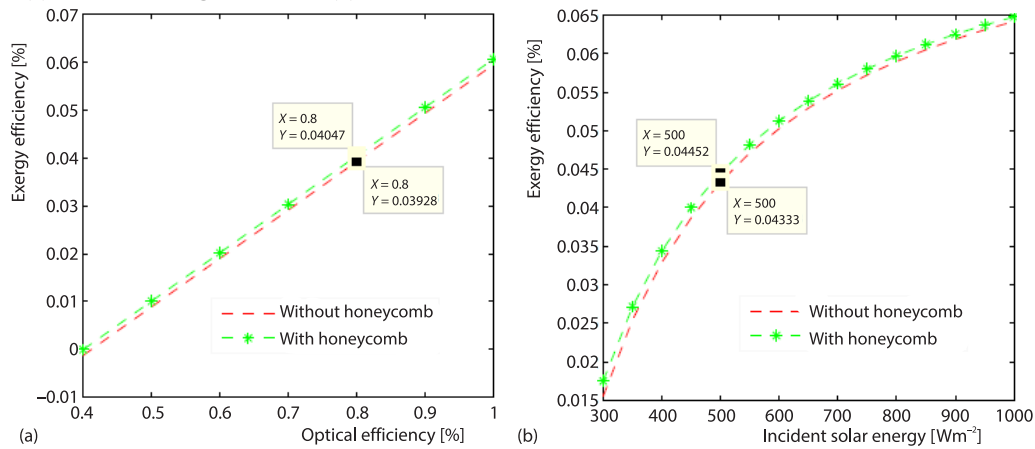 0.07
0.06
0.05
0.04
0.03
0.02
0.01
0
−0.01
Exergy efficiency [%]
X = 0.8
Y = 0.04047
X = 0.8
Y = 0.03928
Without honeycomb
With honeycomb
0.4 0.5 0.6 0.7 0.8 0.9 1
(a) Optical efficiency [%]
0.065
0.06
0.055
0.05
0.045
0.04
0.035
0.03
0.025
0.02
0.015
Exergy efficiency [%]
X = 500
Y = 0.04452
X = 500
Y = 0.04333
Without honeycomb
With honeycomb
300 400 500 600 700 800 900 1000
(b) Incident solar energy [Wm⁻²]